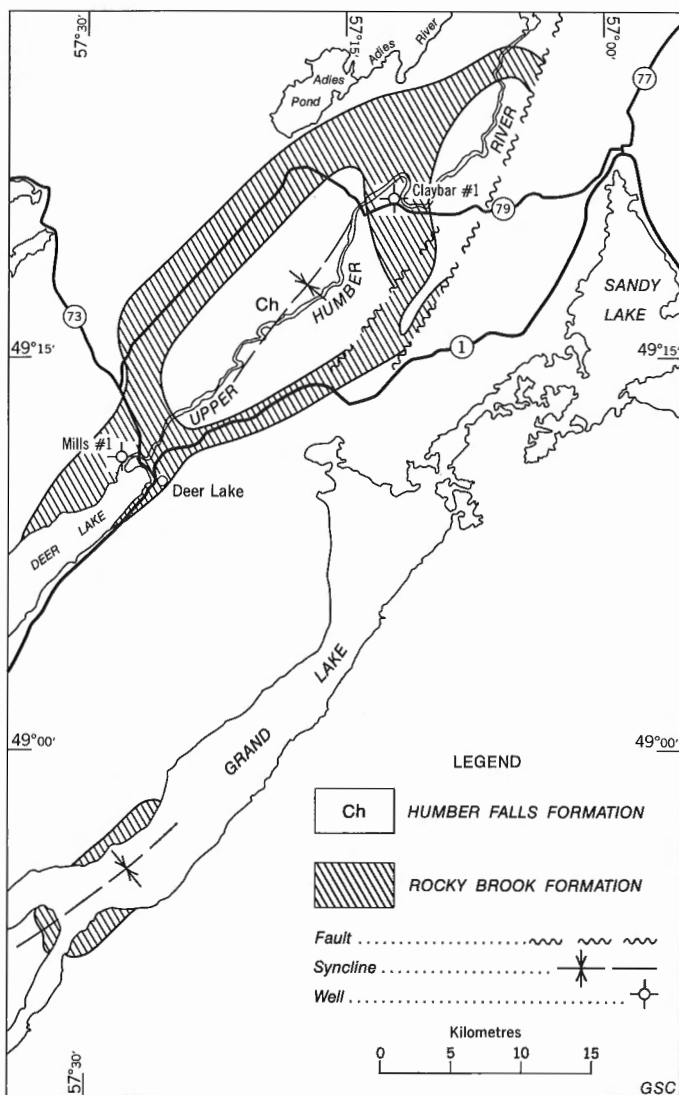 57°30'
57°15'
57°00'
77
Adies River
Adies
Pond
RIVER
Claybar #1
79
SANDY
LAKE
HUMBER
Ch
73
49°15'
1
49°15'
UPPER
Mills #1
Deer Lake
DEER LAKE
49°00'
GRAND LAKE
49°00'
LEGEND
Ch HUMBER FALLS FORMATION
ROCKY BROOK FORMATION
Fault
Syncline
Well
Kilometres
0 5 10 15
57°30'
GSC